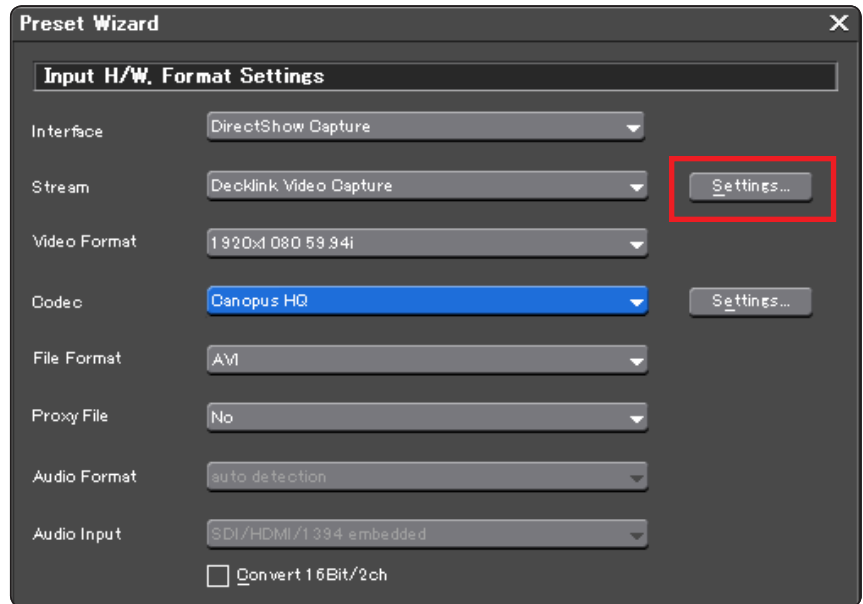 Preset Wizard
Input H/W, Format Settings
Interface DirectShow Capture
Stream Decklink Video Capture Settings...
Video Format 1920x1080 59.94i
Codec Canopus HQ Settings...
File Format AVI
Proxy File No
Audio Format auto detection
Audio Input SDI/HDMI/1394 embedded
Convert 16Bit/2ch